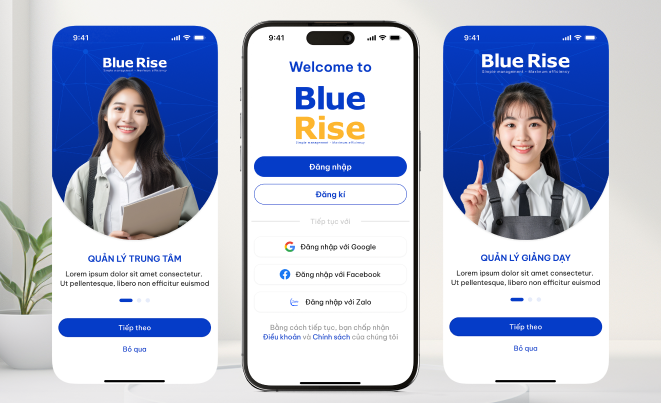 9:41
Blue Rise
Simple management - Maximum efficiency
QUẢN LÝ TRUNG TÂM
Lorem ipsum dolor sit amet consectetur.
Ut pellentesque, libero non efficitur euismod
Tiếp theo
Bỏ qua
9:41
Welcome to
Blue
Rise
Simple management - Maximum efficiency
Đăng nhập
Đăng kí
Tiếp tục với
Đăng nhập với Google
Đăng nhập với Facebook
Đăng nhập với Zalo
Bằng cách tiếp tục, bạn chấp nhận
Điều khoản và Chính sách của chúng tôi
9:41
Blue Rise
Simple management - Maximum efficiency
QUẢN LÝ GIẢNG DẠY
Lorem ipsum dolor sit amet consectetur.
Ut pellentesque, libero non efficitur euismod
Tiếp theo
Bỏ qua